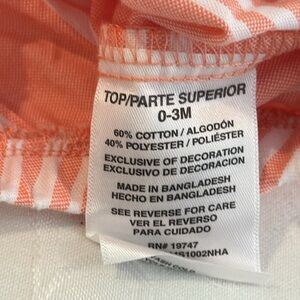 TOP/PARTE SUPERIOR
0-3M
60% COTTON / ALGODÓN
40% POLYESTER / POLIÉSTER
EXCLUSIVE OF DECORATION
EXCLUSIVO DE DECORACION
MADE IN BANGLADESH
HECHO EN BANGLADESH
SEE REVERSE FOR CARE
VER EL REVERSO
PARA CUIDADO
RN# 19747